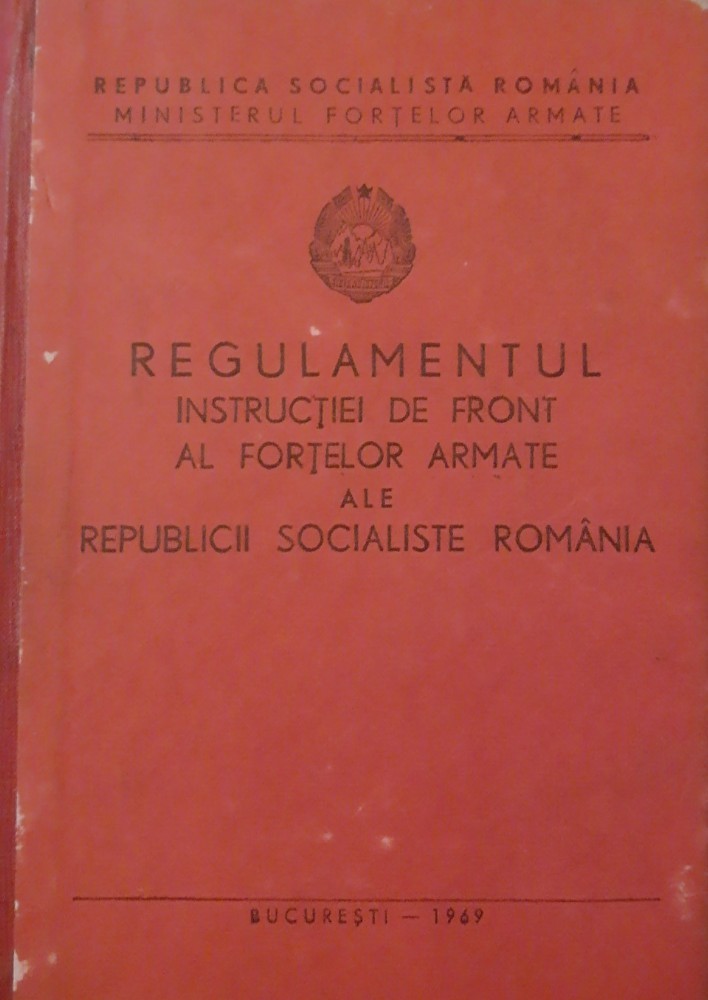 REPUBLICA SOCIALISTĂ ROMÂNIA
MINISTERUL FORŢELOR ARMATE
REGULAMENTUL
INSTRUCŢIEI DE FRONT
AL FORŢELOR ARMATE
ALE
REPUBLICII SOCIALISTE ROMÂNIA
BUCUREŞTI — 1969